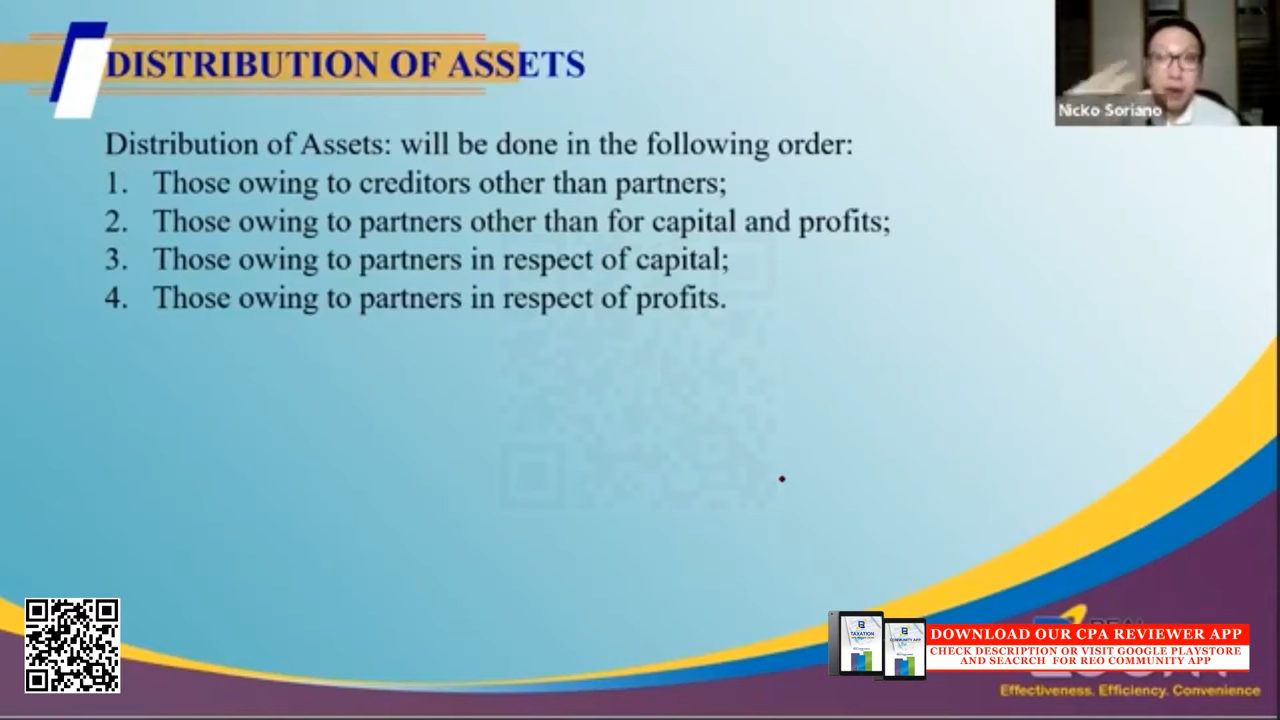 DISTRIBUTION OF ASSETS
Nicko Soriano
Distribution of Assets: will be done in the following order:
1. Those owing to creditors other than partners;
2. Those owing to partners other than for capital and profits;
3. Those owing to partners in respect of capital;
4. Those owing to partners in respect of profits.
TAXATION
COMMUNITY APP
DOWNLOAD OUR CPA REVIEWER APP
CHECK DESCRIPTION OR VISIT GOOGLE PLAYSTORE
AND SEACRCH FOR REO COMMUNITY APP
Effectiveness. Efficiency. Convenience